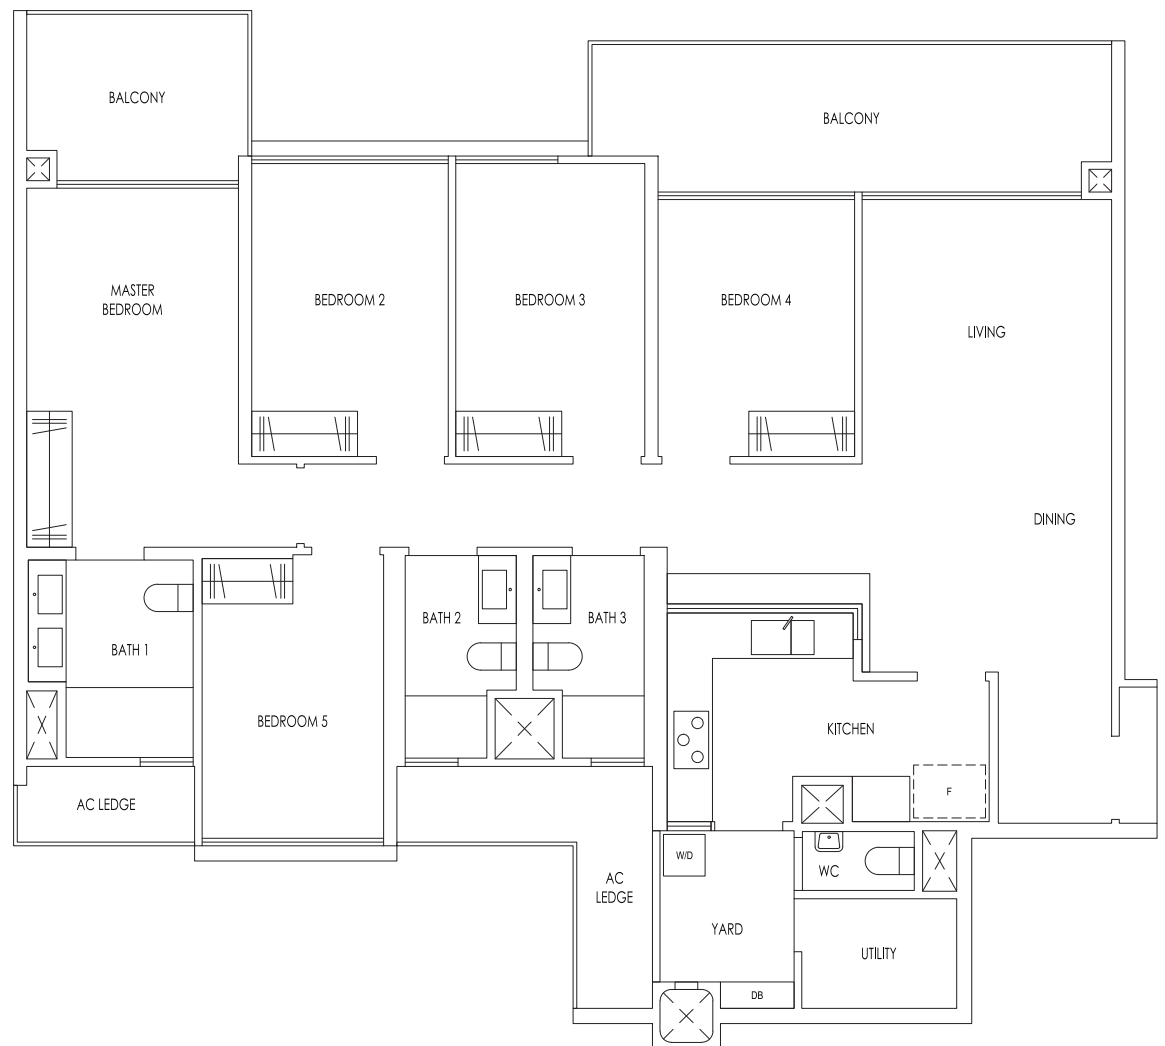 BALCONY
BALCONY
MASTER
BEDROOM
BEDROOM 2
BEDROOM 3
BEDROOM 4
LIVING
DINING
BATH 1
BATH 2
BATH 3
BEDROOM 5
KITCHEN
F
AC LEDGE
W/D
WC
AC
LEDGE
YARD
UTILITY
DB